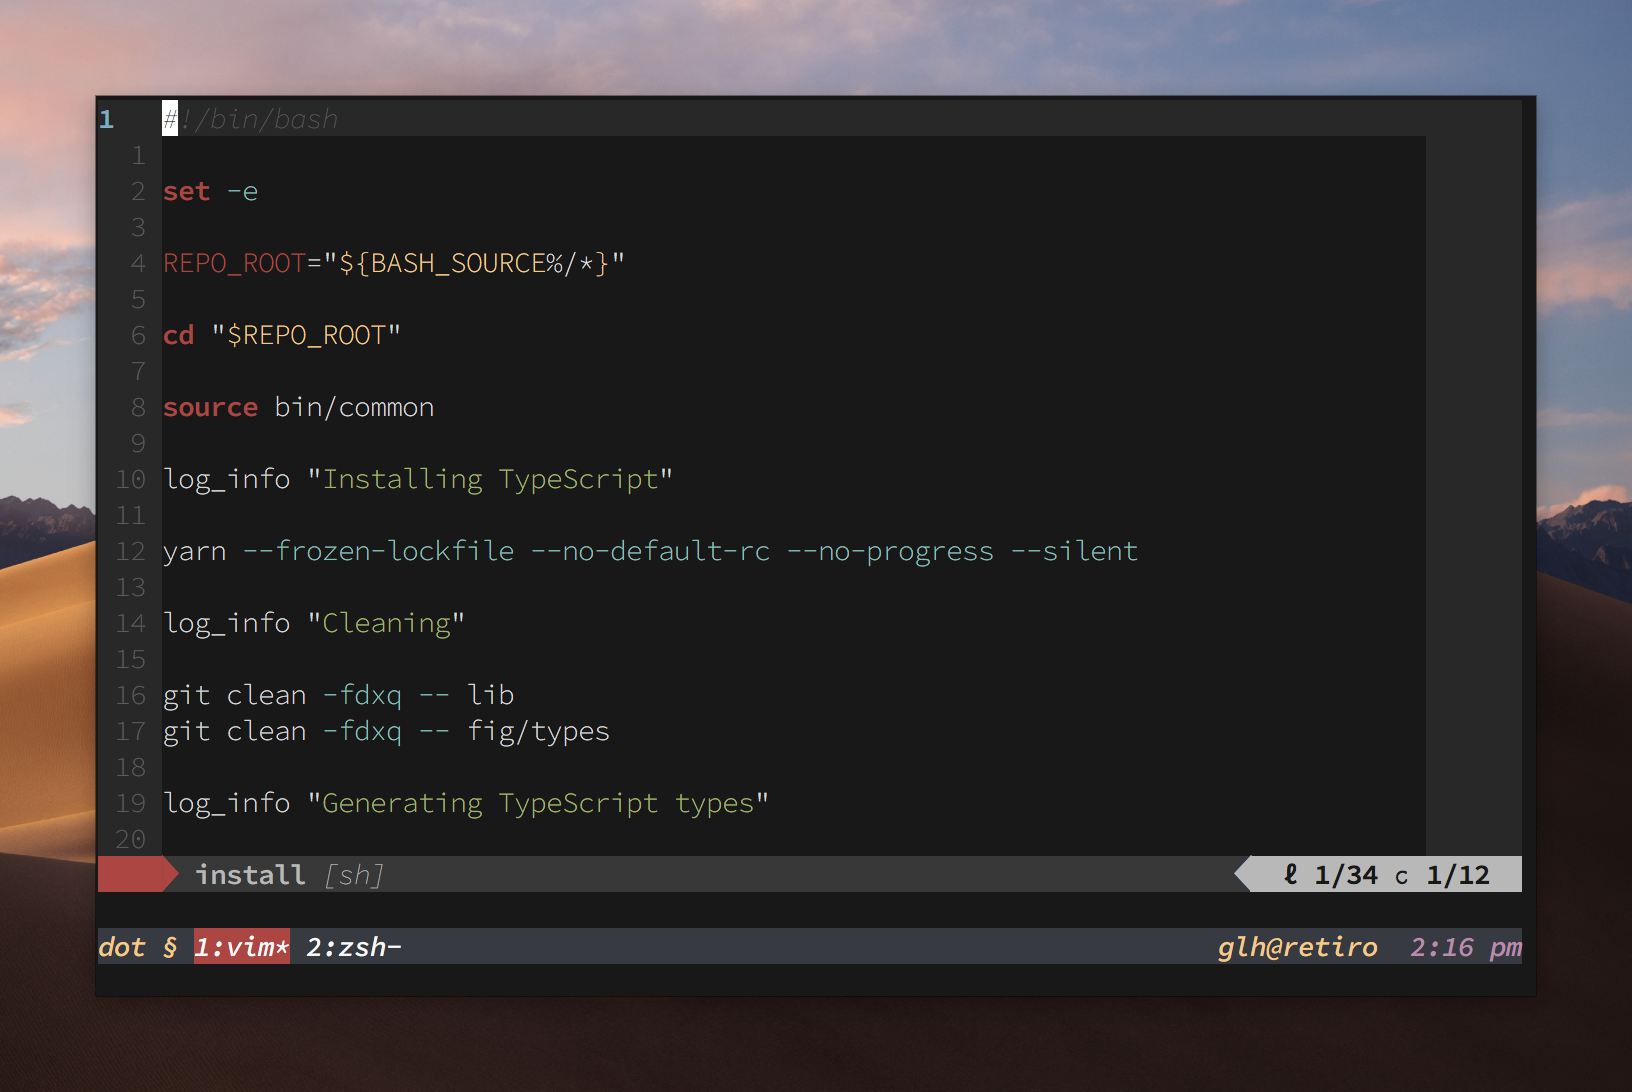 1 #!/bin/bash
1
2 set -e
3
4 REPO_ROOT="${BASH_SOURCE%/*}"
5
6 cd "$REPO_ROOT"
7
8 source bin/common
9
10 log_info "Installing TypeScript"
11
12 yarn --frozen-lockfile --no-default-rc --no-progress --silent
13
14 log_info "Cleaning"
15
16 git clean -fdxq -- lib
17 git clean -fdxq -- fig/types
18
19 log_info "Generating TypeScript types"
20
install [sh] ℓ 1/34 c 1/12
dot § 1:vim* 2:zsh- glh@retiro 2:16 pm